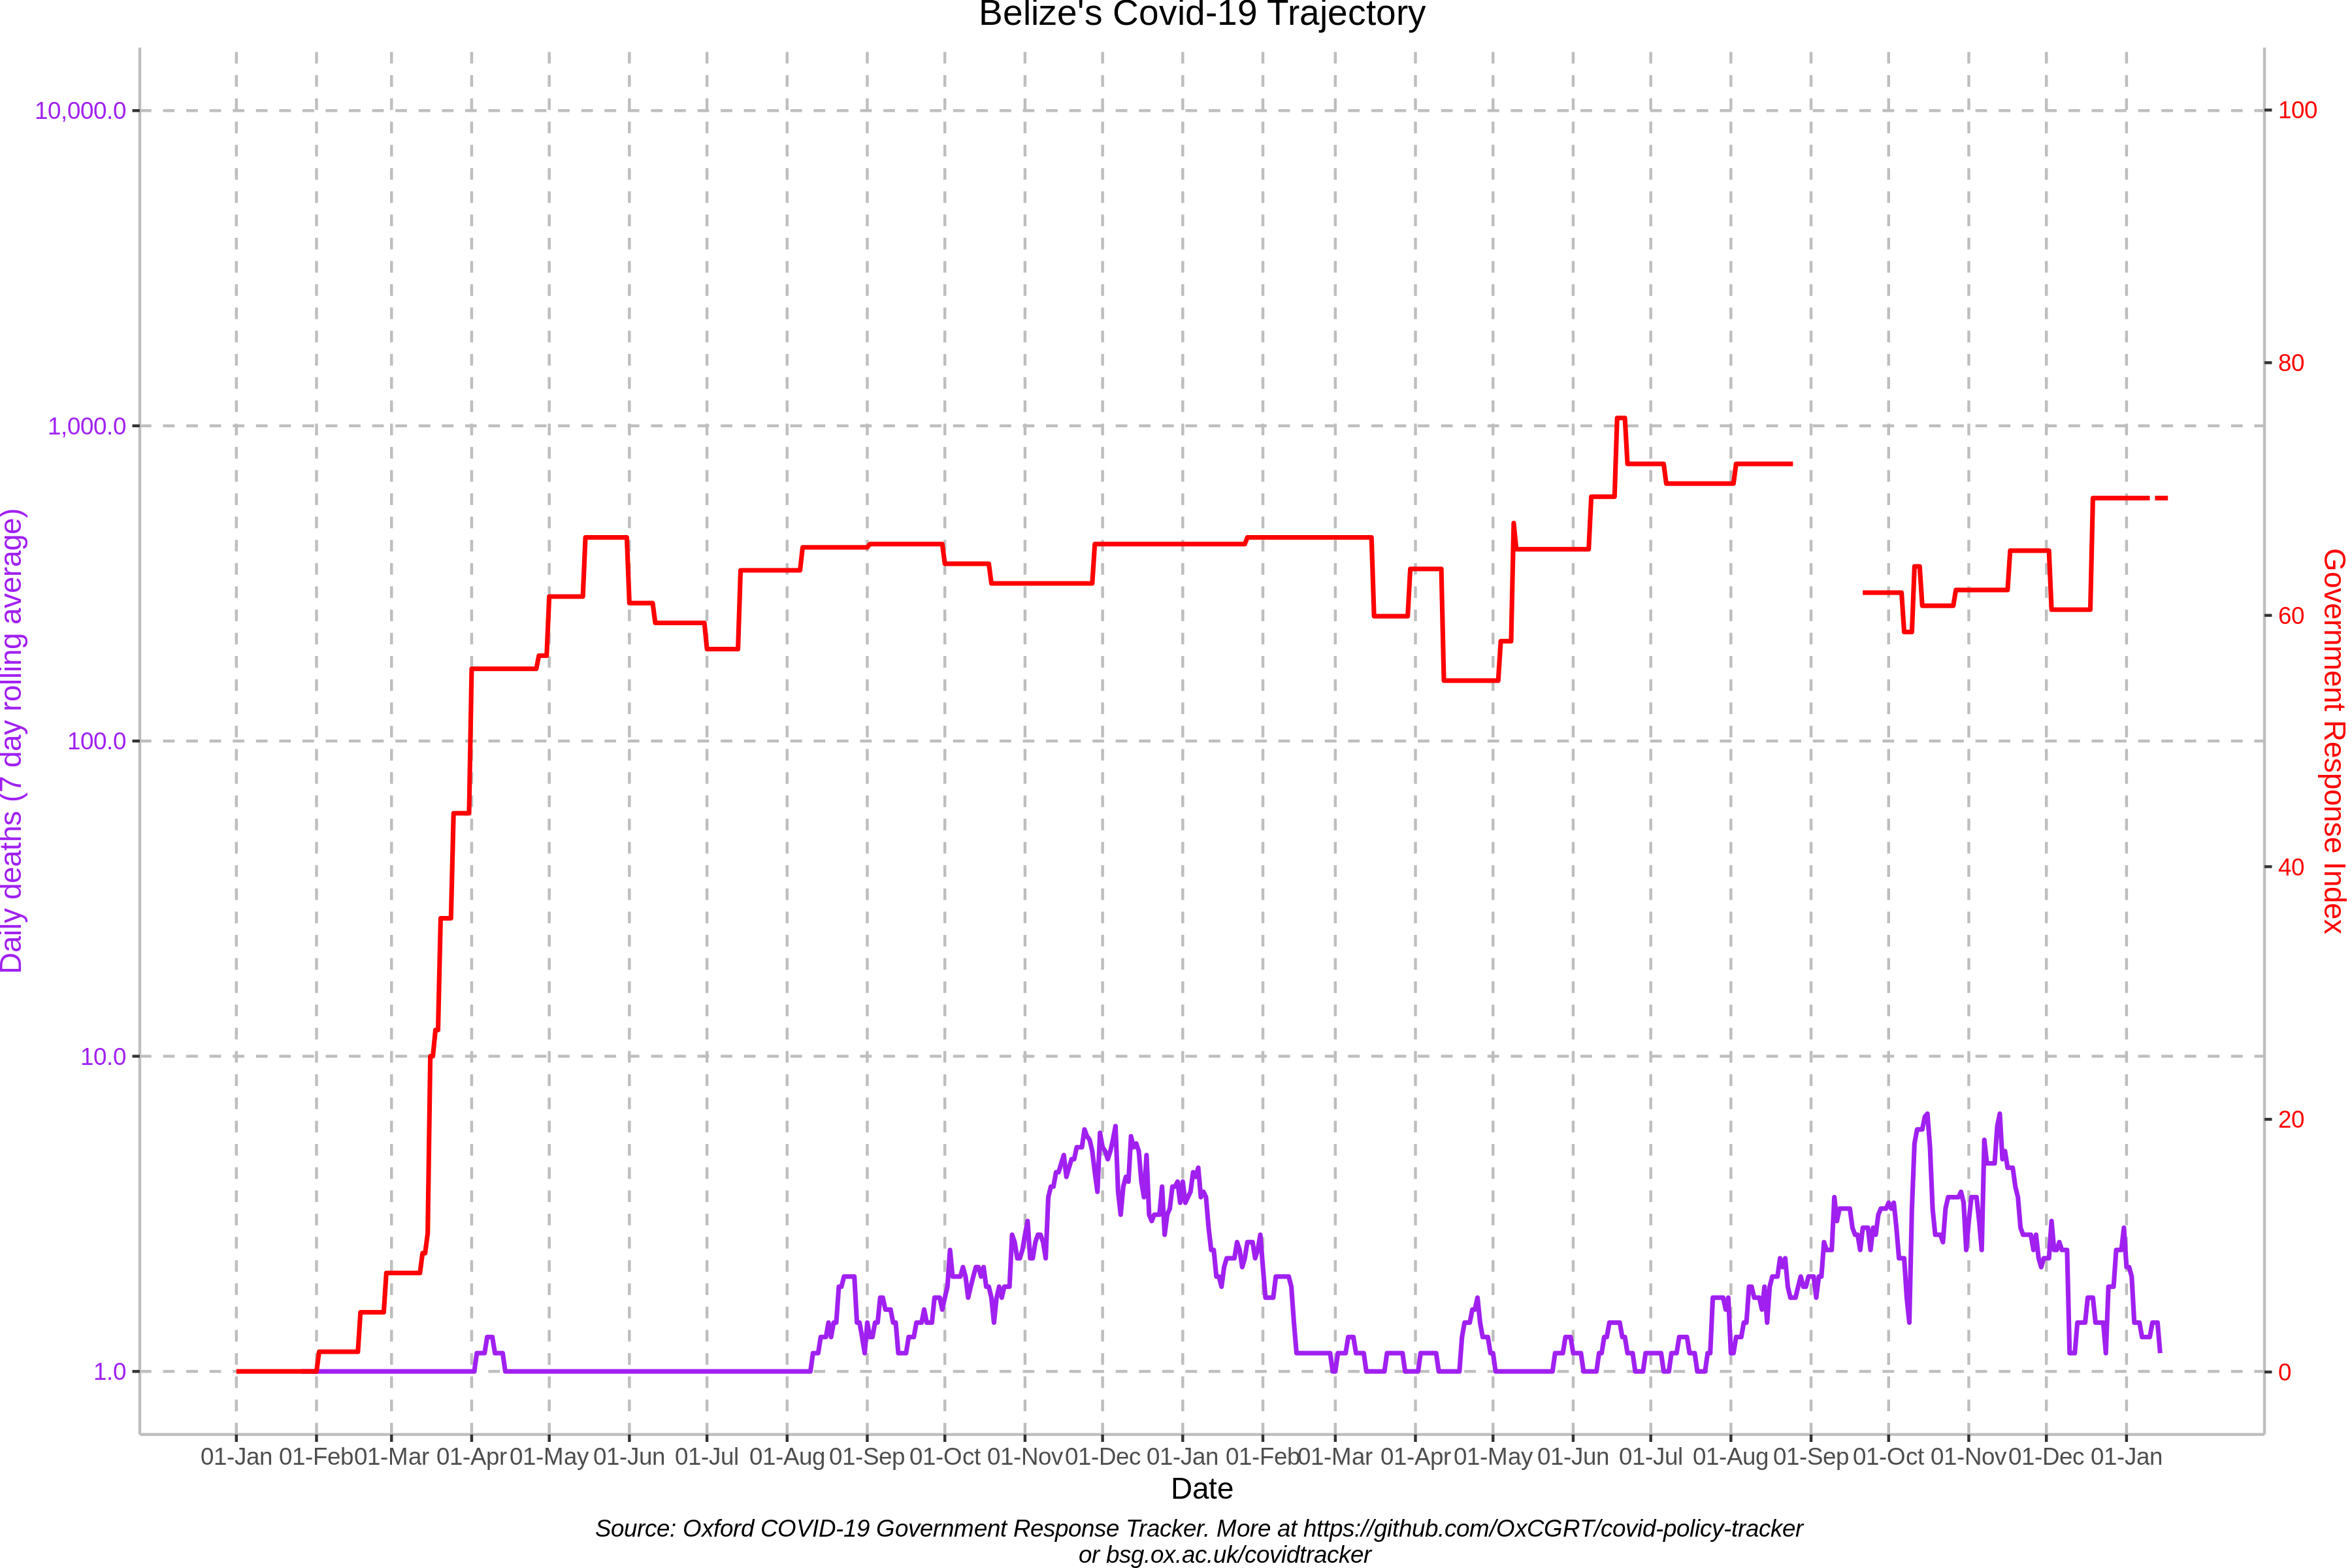 Belize's Covid-19 Trajectory
10,000.0
1,000.0
100.0
10.0
1.0
Daily deaths (7 day rolling average)
100
80
60
40
20
0
Government Response Index
01-Jan 01-Feb 01-Mar 01-Apr 01-May 01-Jun 01-Jul 01-Aug 01-Sep 01-Oct 01-Nov 01-Dec 01-Jan 01-Feb 01-Mar 01-Apr 01-May 01-Jun 01-Jul 01-Aug 01-Sep 01-Oct 01-Nov 01-Dec 01-Jan
Date
Source: Oxford COVID-19 Government Response Tracker. More at https://github.com/OxCGRT/covid-policy-tracker
or bsg.ox.ac.uk/covidtracker